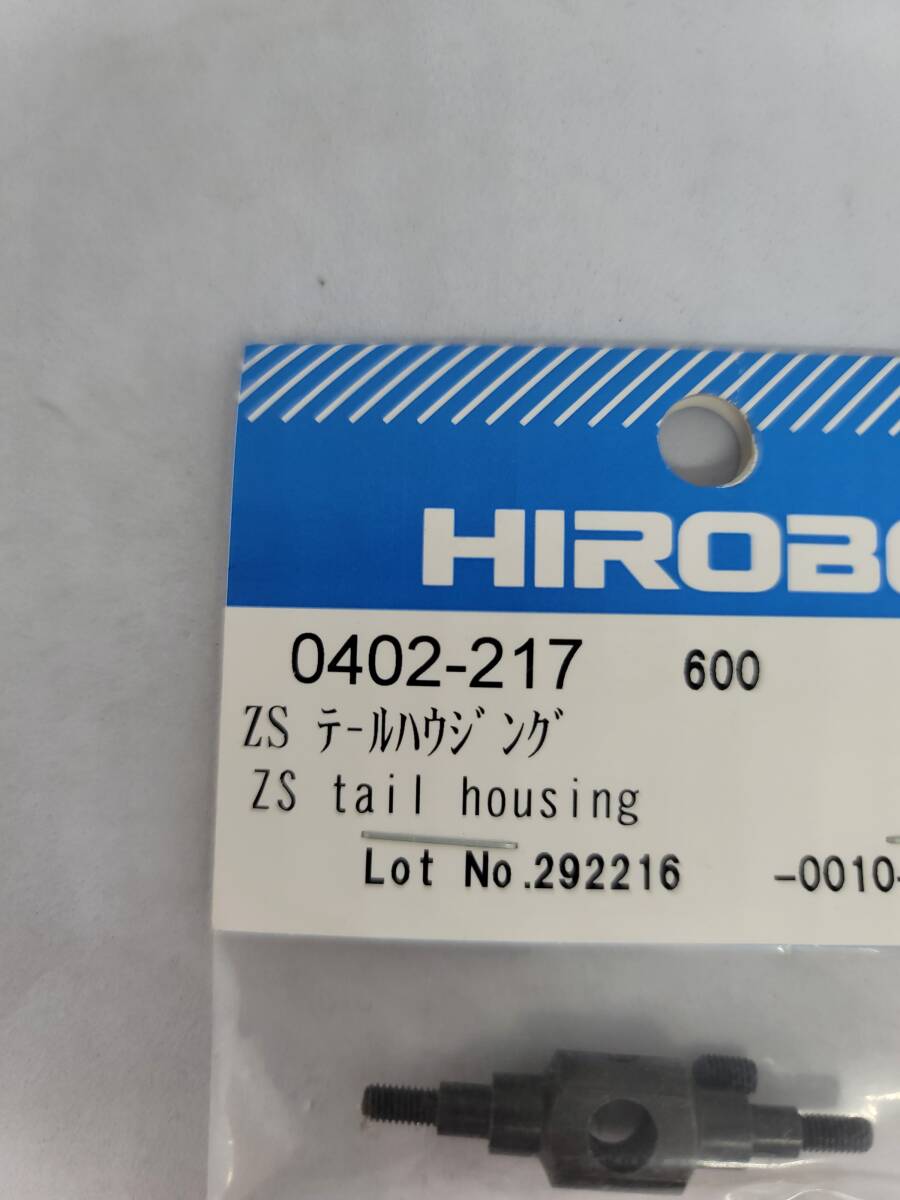 HIROBO
0402-217 600
ZS テールハウジング
ZS tail housing
Lot No.292216 -0010-